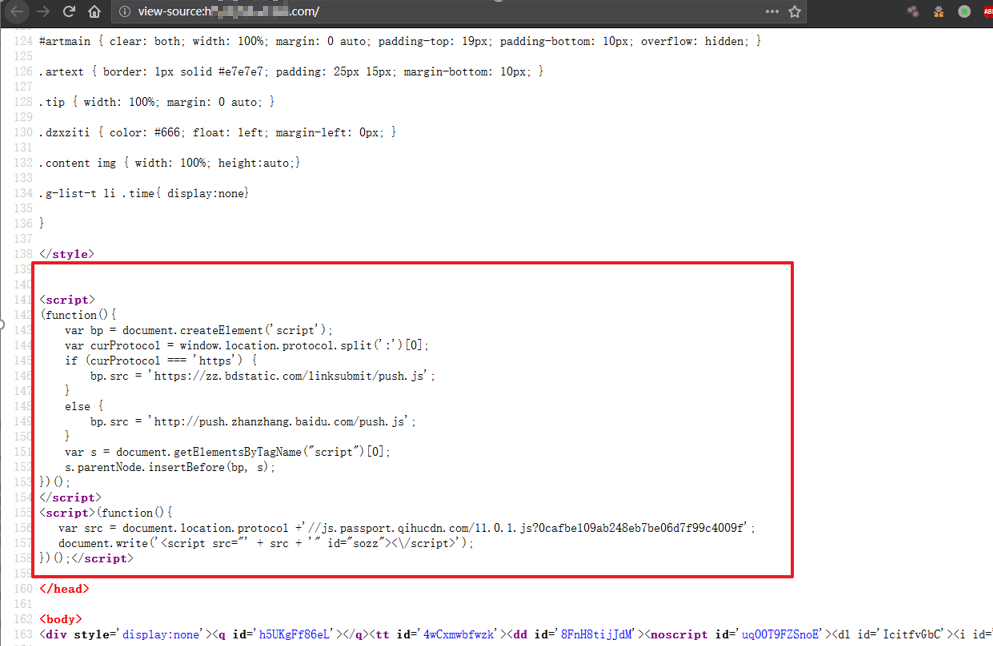 view-source:h .com/
124 #artmain { clear: both; width: 100%; margin: 0 auto; padding-top: 19px; padding-bottom: 10px; overflow: hidden; }
125
126 .artext { border: 1px solid #e7e7e7; padding: 25px 15px; margin-bottom: 10px; }
127
128 .tip { width: 100%; margin: 0 auto; }
129
130 .dzxziti { color: #666; float: left; margin-left: 0px; }
131
132 .content img { width: 100%; height:auto;}
133
134 .g-list-t li .time{ display:none}
135
136 }
137
138 </style>
139
140
141 <script>
142 (function(){
143 var bp = document.createElement('script');
144 var curProtocol = window.location.protocol.split(':')[0];
145 if (curProtocol === 'https') {
146 bp.src = 'https://zz.bdstatic.com/linksubmit/push.js';
147 }
148 else {
149 bp.src = 'http://push.zhanzhang.baidu.com/push.js';
150 }
151 var s = document.getElementsByTagName("script")[0];
152 s.parentNode.insertBefore(bp, s);
153 })();
154 </script>
155 <script>(function(){
156 var src = document.location.protocol +'//js.passport.qihucdn.com/11.0.1.js?0cafbe109ab248eb7be06d7f99c4009f';
157 document.write('<script src="' + src + '" id="sozz"><\/script>');
158 })();</script>
159
160 </head>
161
162 <body>
163 <div style='display:none'><q id='h5UKgFf86eL'></q><tt id='4wCxmwbfwzk'><dd id='8FnH8tijJdM'><noscript id='uqOOT9FZSnoE'><dl id='IcitfvGbC'><i id='